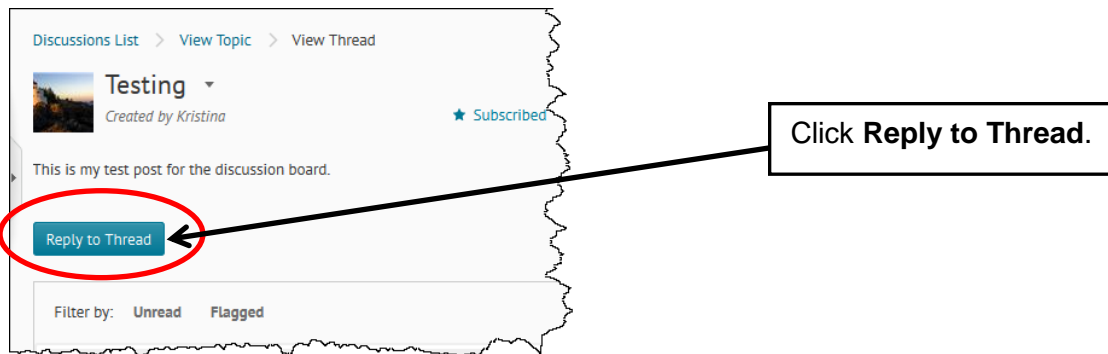 Discussions List > View Topic > View Thread
Testing
Created by Kristina
★ Subscribed
This is my test post for the discussion board.
Reply to Thread
Filter by: Unread Flagged
Click Reply to Thread.